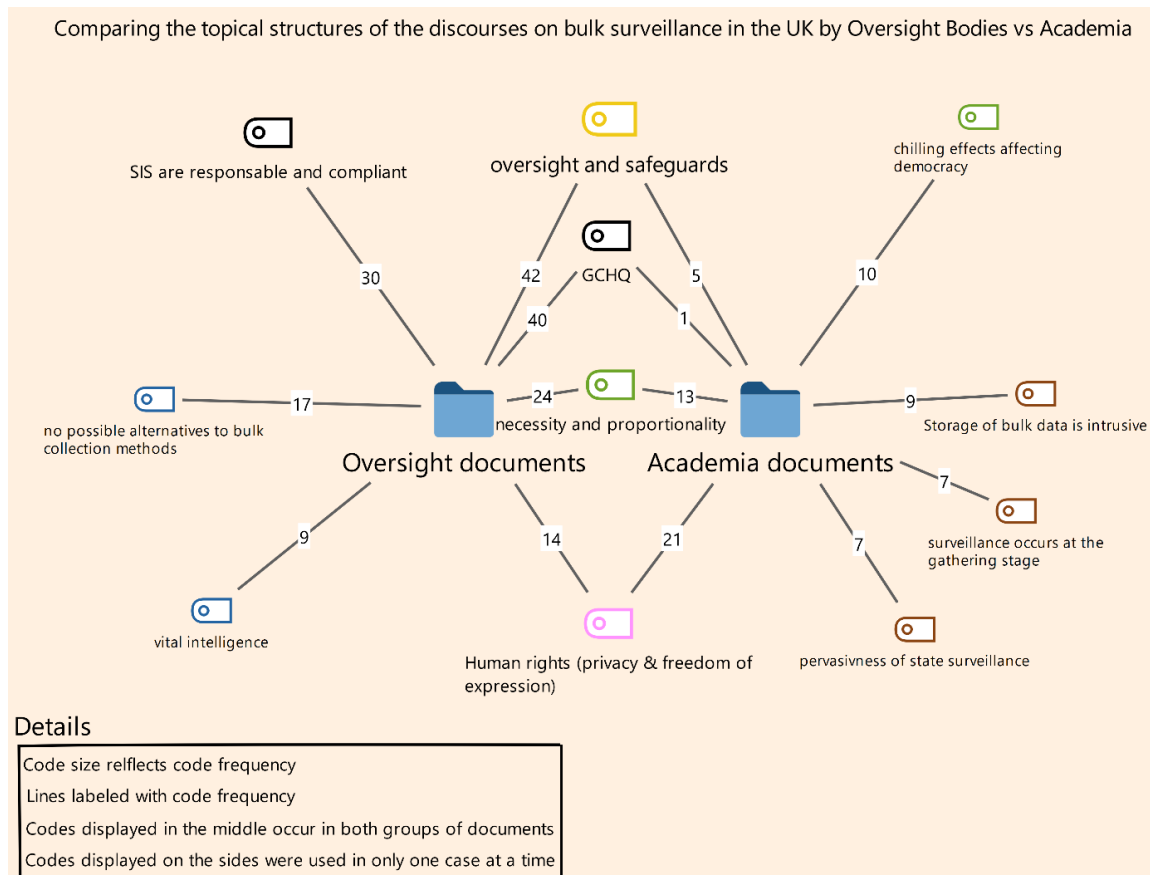 Comparing the topical structures of the discourses on bulk surveillance in the UK by Oversight Bodies vs Academia
SIS are responsable and compliant
oversight and safeguards
chilling effects affecting
democracy
GCHQ
30
42
5
10
40
1
24
13
17
9
no possible alternatives to bulk
collection methods
necessity and proportionality
Storage of bulk data is intrusive
Oversight documents
Academia documents
7
9
14
21
7
surveillance occurs at the
gathering stage
vital intelligence
Human rights (privacy & freedom of
expression)
pervasivness of state surveillance
Details
Code size relflects code frequency
Lines labeled with code frequency
Codes displayed in the middle occur in both groups of documents
Codes displayed on the sides were used in only one case at a time